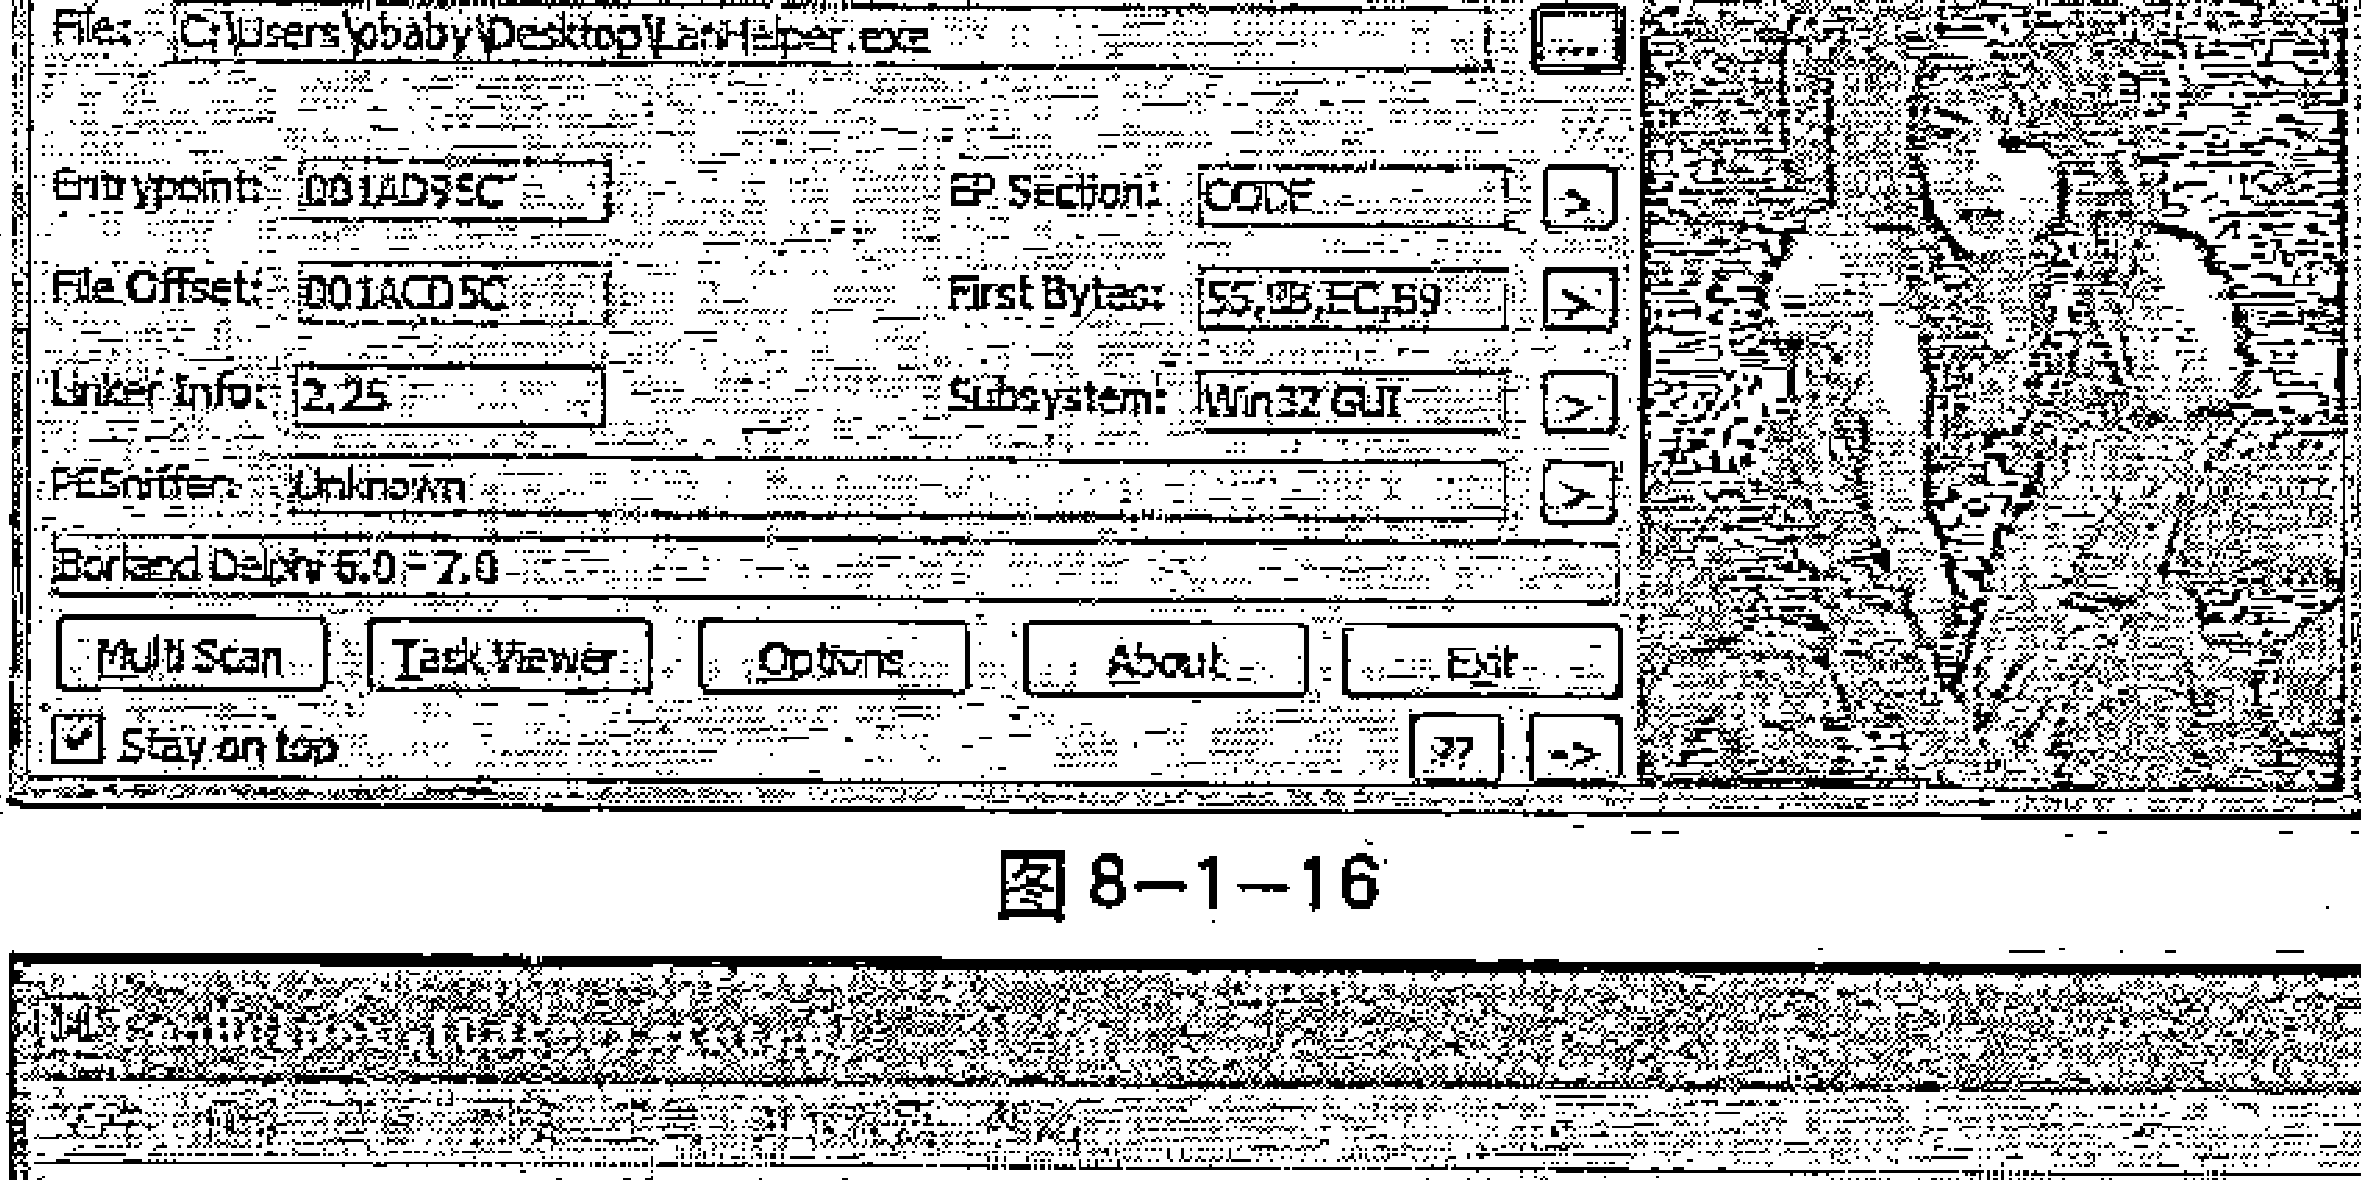 File: C:\Users\obaby\Desktop\LanHelper.exe ...
Entrypoint: 001AD95C EP Section: CODE >
File Offset: 001ACD5C First Bytes: 55,8B,EC,B9 >
Linker Info: 2.25 Subsystem: Win32 GUI >
PESniffer: Unknown >
Borland Delphi 6.0 - 7.0
Multi Scan Task Viewer Options About Exit
Stay on top ?? ->
图 8-1-16